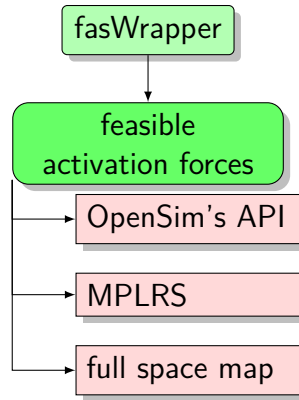 fasWrapper
feasible
activation forces
OpenSim's API
MPLRS
full space map